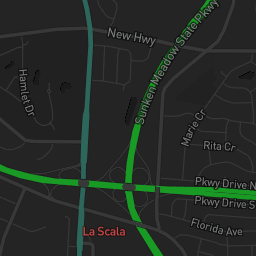 New Hwy
Sunken Meadow State Pkwy
Hamlet Dr
Marie Cr
Rita Cr
Pkwy Drive N
Pkwy Drive S
Florida Ave
La Scala